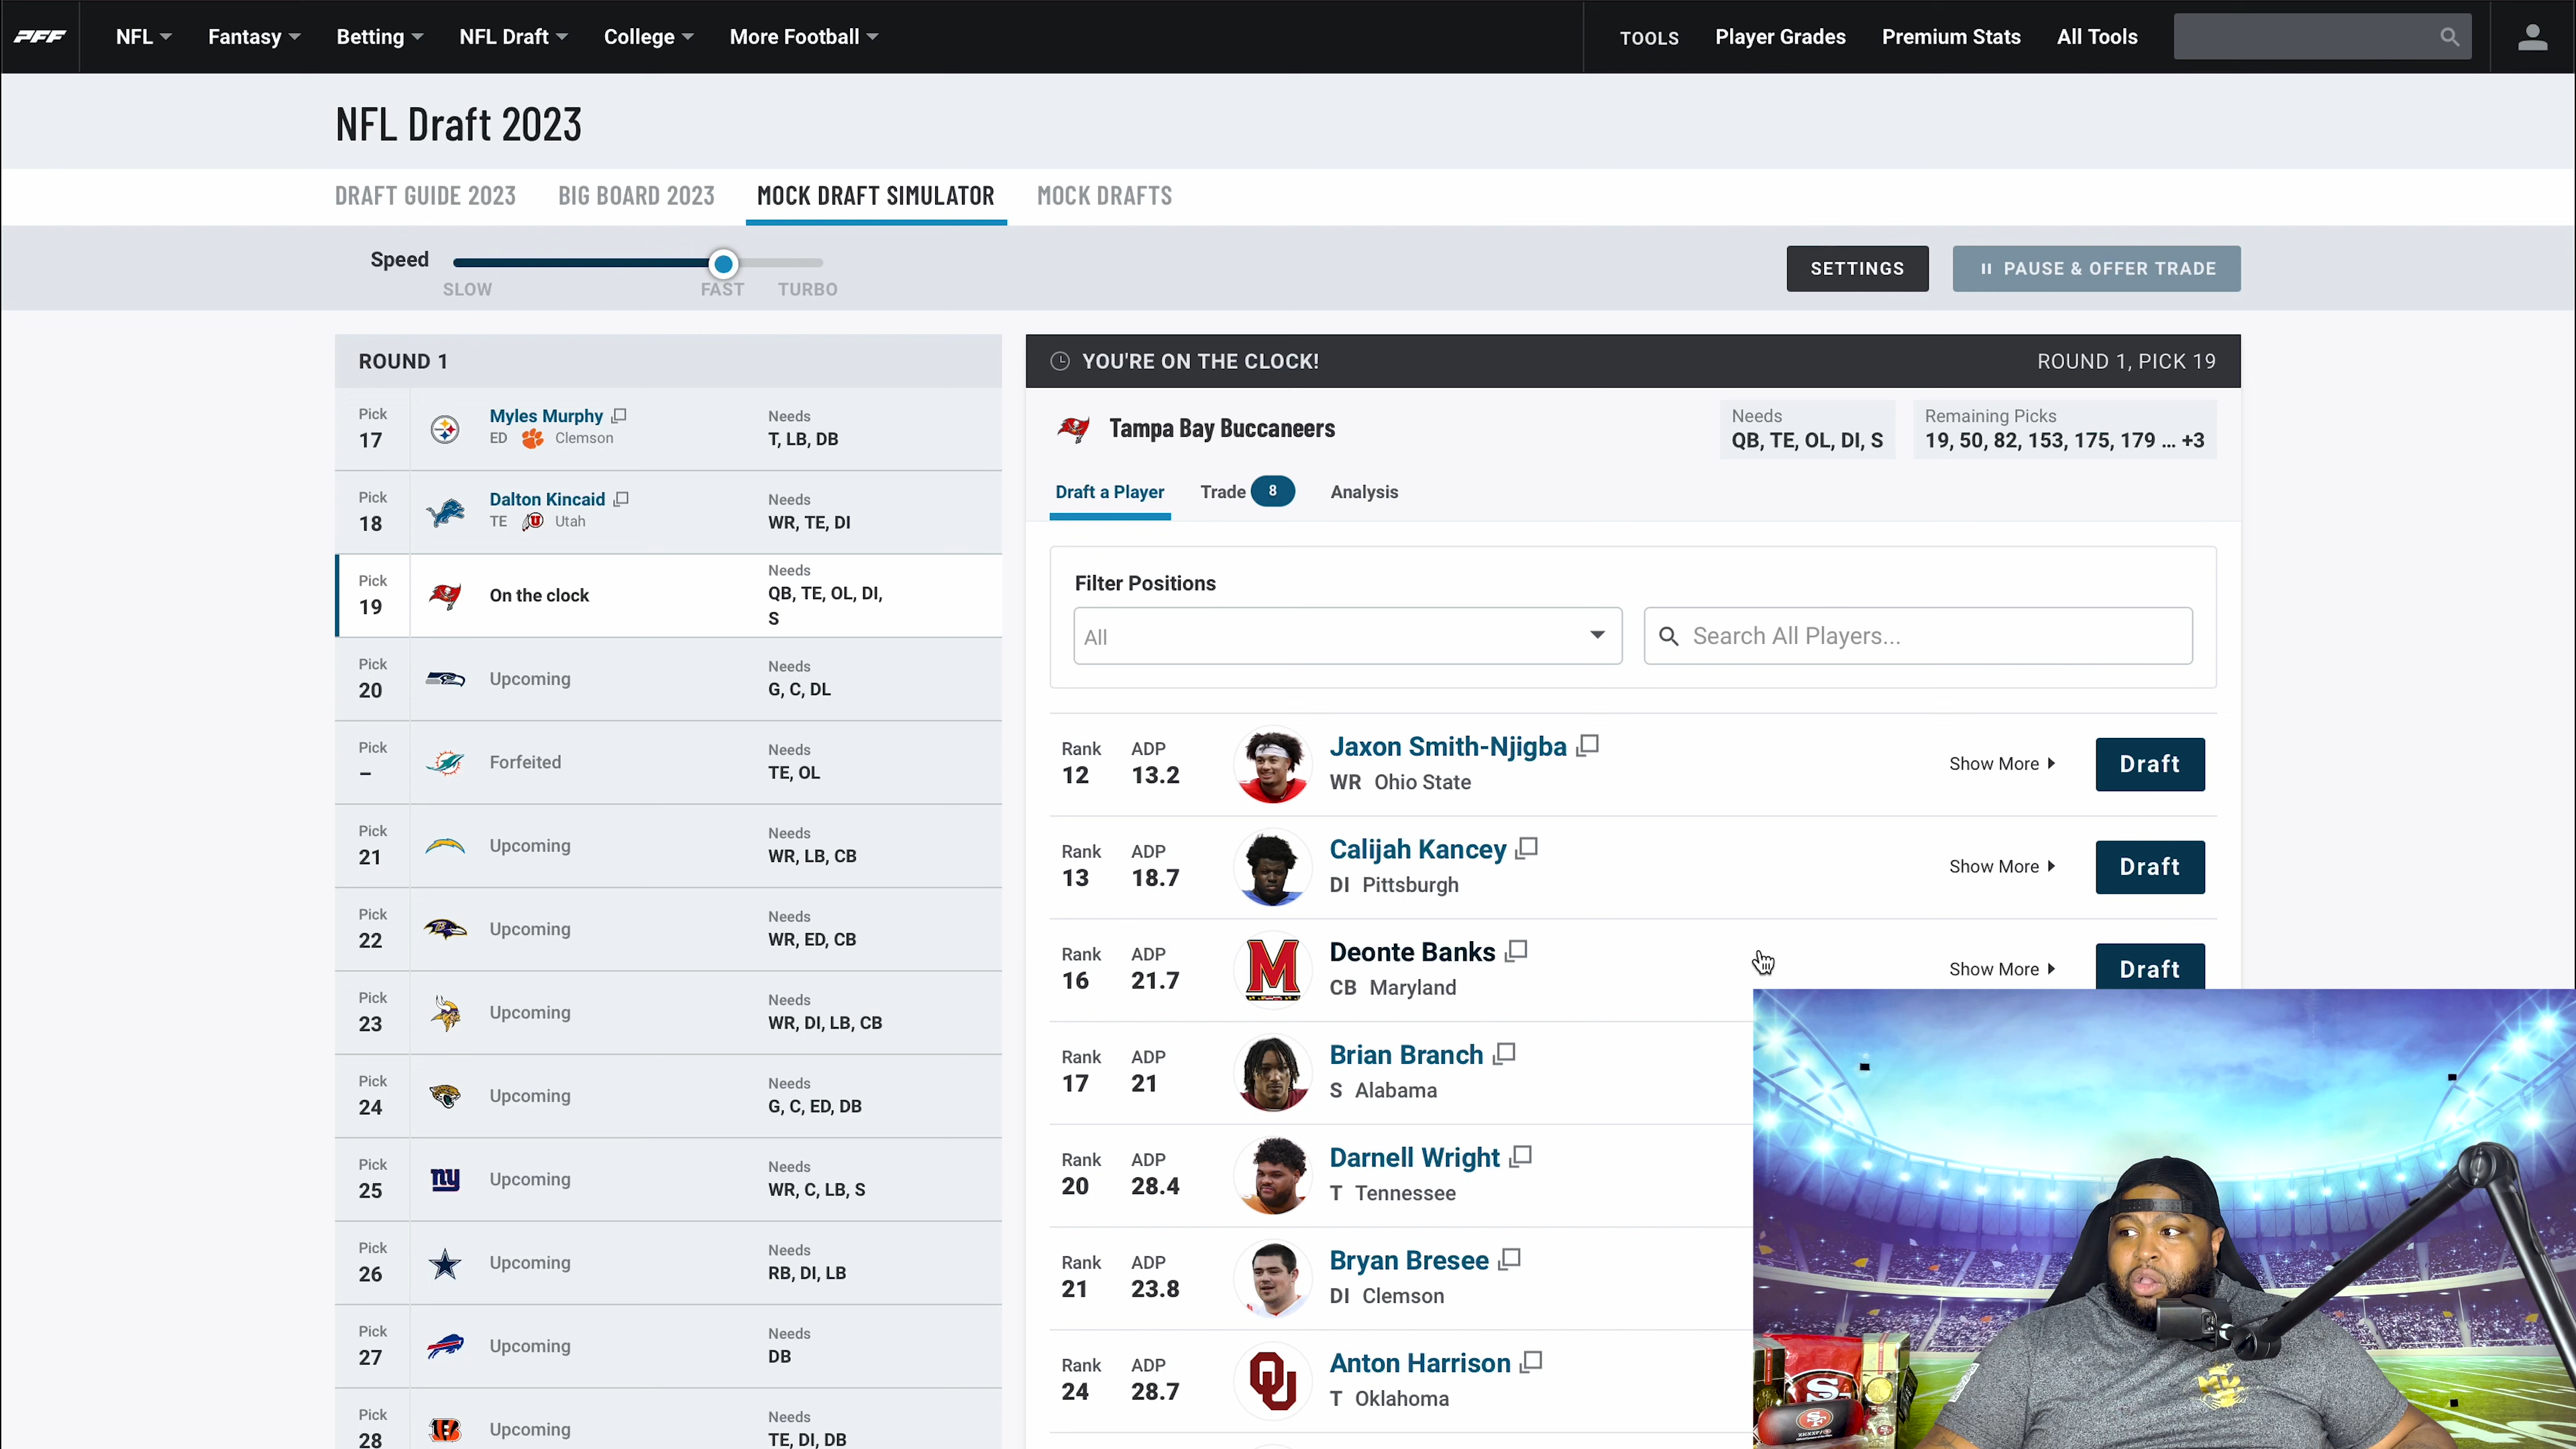 PFF
NFL Fantasy Betting NFL Draft College More Football TOOLS Player Grades Premium Stats All Tools
NFL Draft 2023
DRAFT GUIDE 2023 BIG BOARD 2023 MOCK DRAFT SIMULATOR MOCK DRAFTS
Speed
SLOW FAST TURBO
SETTINGS PAUSE & OFFER TRADE
ROUND 1
Pick 17 Myles Murphy Needs
ED Clemson T, LB, DB
Pick 18 Dalton Kincaid Needs
TE Utah WR, TE, DI
Pick 19 On the clock Needs
QB, TE, OL, DI,
S
Pick 20 Upcoming Needs
G, C, DL
Pick – Forfeited Needs
TE, OL
Pick 21 Upcoming Needs
WR, LB, CB
Pick 22 Upcoming Needs
WR, ED, CB
Pick 23 Upcoming Needs
WR, DI, LB, CB
Pick 24 Upcoming Needs
G, C, ED, DB
Pick 25 ny Upcoming Needs
WR, C, LB, S
Pick 26 Upcoming Needs
RB, DI, LB
Pick 27 Upcoming Needs
DB
Pick 28 Upcoming Needs
TE, DI, DB
YOU'RE ON THE CLOCK! ROUND 1, PICK 19
Tampa Bay Buccaneers
Needs
QB, TE, OL, DI, S
Remaining Picks
19, 50, 82, 153, 175, 179 ... +3
Draft a Player Trade 8 Analysis
Filter Positions
All Search All Players...
Rank ADP Jaxon Smith-Njigba
12 13.2 WR Ohio State
Show More Draft
Rank ADP Calijah Kancey
13 18.7 DI Pittsburgh
Show More Draft
Rank ADP Deonte Banks
16 21.7 CB Maryland
Show More Draft
Rank ADP Brian Branch
17 21 S Alabama
Rank ADP Darnell Wright
20 28.4 T Tennessee
Rank ADP Bryan Bresee
21 23.8 DI Clemson
Rank ADP Anton Harrison
24 28.7 T Oklahoma
SF